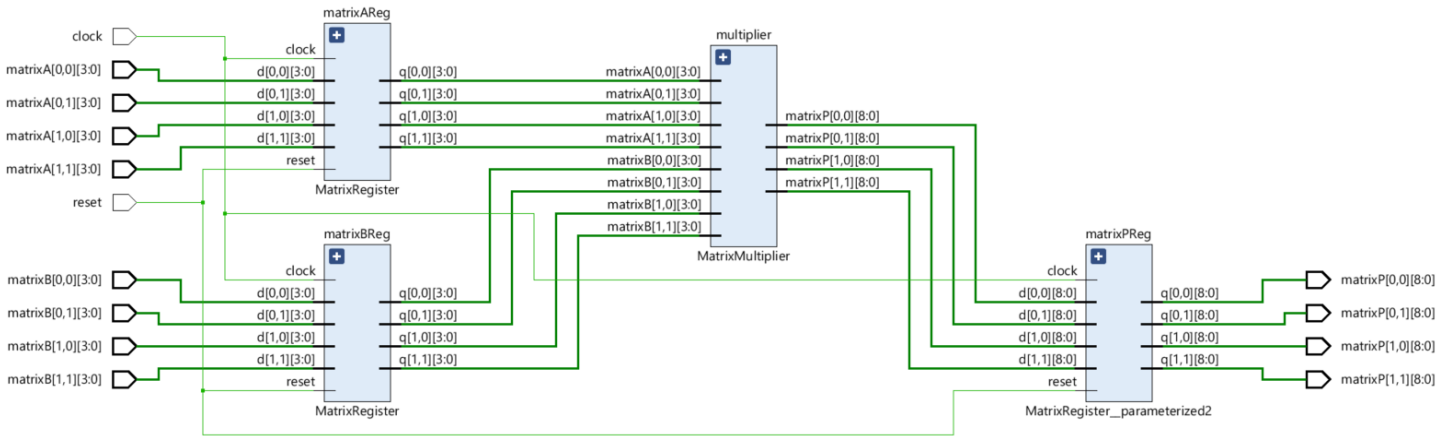 matrixAReg
clock
clock
matrixA[0,0][3:0]
matrixA[0,1][3:0]
matrixA[1,0][3:0]
matrixA[1,1][3:0]
reset
d[0,0][3:0]
d[0,1][3:0]
d[1,0][3:0]
d[1,1][3:0]
reset
q[0,0][3:0]
q[0,1][3:0]
q[1,0][3:0]
q[1,1][3:0]
MatrixRegister
multiplier
matrixA[0,0][3:0]
matrixA[0,1][3:0]
matrixA[1,0][3:0]
matrixA[1,1][3:0]
matrixB[0,0][3:0]
matrixB[0,1][3:0]
matrixB[1,0][3:0]
matrixB[1,1][3:0]
matrixP[0,0][8:0]
matrixP[0,1][8:0]
matrixP[1,0][8:0]
matrixP[1,1][8:0]
MatrixMultiplier
matrixBReg
clock
matrixB[0,0][3:0]
matrixB[0,1][3:0]
matrixB[1,0][3:0]
matrixB[1,1][3:0]
d[0,0][3:0]
d[0,1][3:0]
d[1,0][3:0]
d[1,1][3:0]
reset
q[0,0][3:0]
q[0,1][3:0]
q[1,0][3:0]
q[1,1][3:0]
MatrixRegister
matrixPReg
clock
d[0,0][8:0]
d[0,1][8:0]
d[1,0][8:0]
d[1,1][8:0]
reset
q[0,0][8:0]
q[0,1][8:0]
q[1,0][8:0]
q[1,1][8:0]
MatrixRegister__parameterized2
matrixP[0,0][8:0]
matrixP[0,1][8:0]
matrixP[1,0][8:0]
matrixP[1,1][8:0]